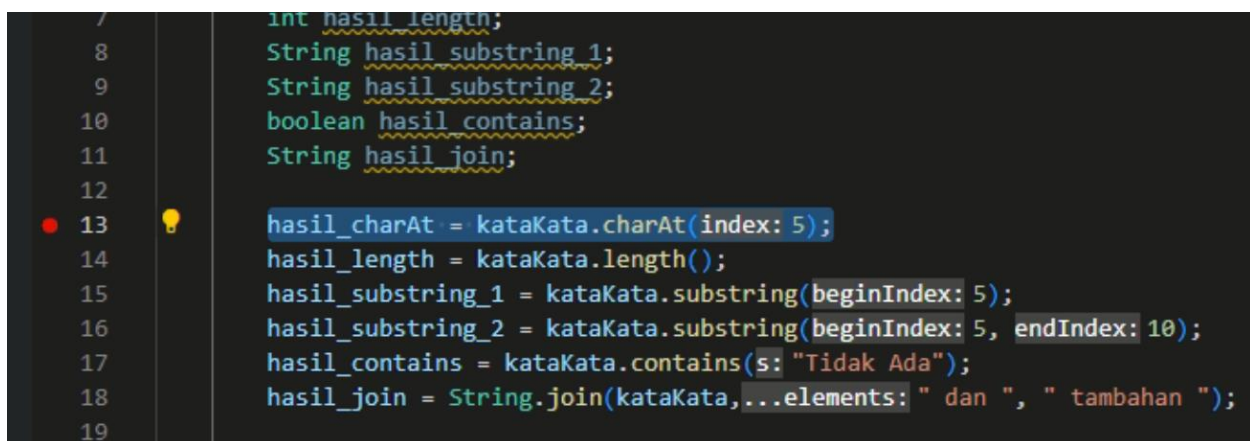 7 int hasil_length;
8 String hasil_substring_1;
9 String hasil_substring_2;
10 boolean hasil_contains;
11 String hasil_join;
12
13 hasil_charAt = kataKata.charAt(index: 5);
14 hasil_length = kataKata.length();
15 hasil_substring_1 = kataKata.substring(beginIndex: 5);
16 hasil_substring_2 = kataKata.substring(beginIndex: 5, endIndex: 10);
17 hasil_contains = kataKata.contains(s: "Tidak Ada");
18 hasil_join = String.join(kataKata,...elements: " dan ", " tambahan ");
19